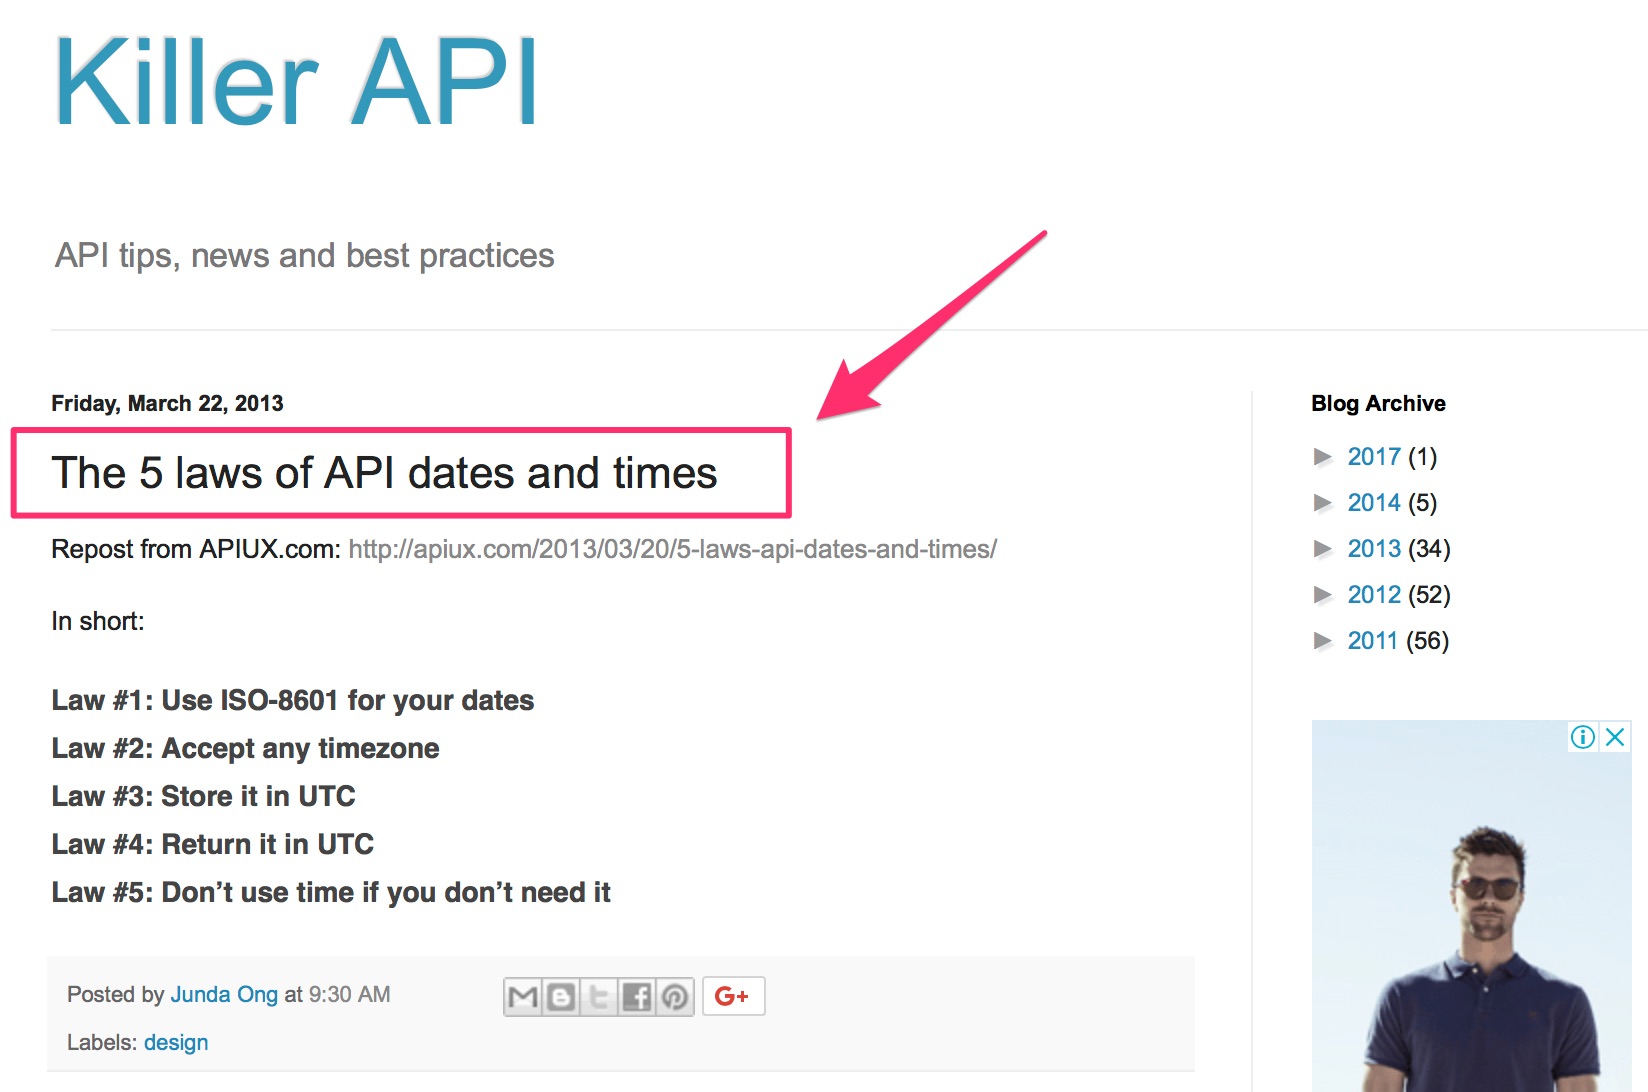 Killer API
API tips, news and best practices
Friday, March 22, 2013
The 5 laws of API dates and times
Repost from APIUX.com: http://apiux.com/2013/03/20/5-laws-api-dates-and-times/
In short:
Law #1: Use ISO-8601 for your dates
Law #2: Accept any timezone
Law #3: Store it in UTC
Law #4: Return it in UTC
Law #5: Don’t use time if you don’t need it
Posted by Junda Ong at 9:30 AM
G+
Labels: design
Blog Archive
► 2017 (1)
► 2014 (5)
► 2013 (34)
► 2012 (52)
► 2011 (56)